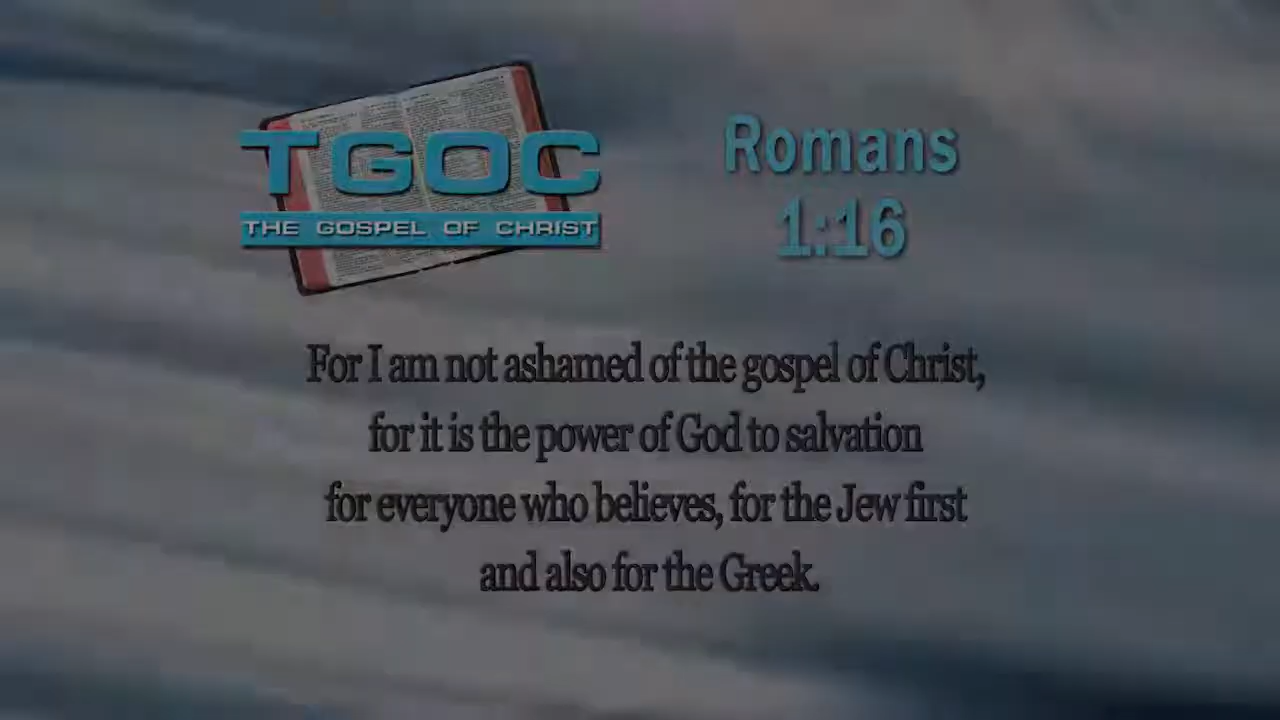 TGOC
THE GOSPEL OF CHRIST
Romans
1:16
For I am not ashamed of the gospel of Christ,
for it is the power of God to salvation
for everyone who believes, for the Jew first
and also for the Greek.